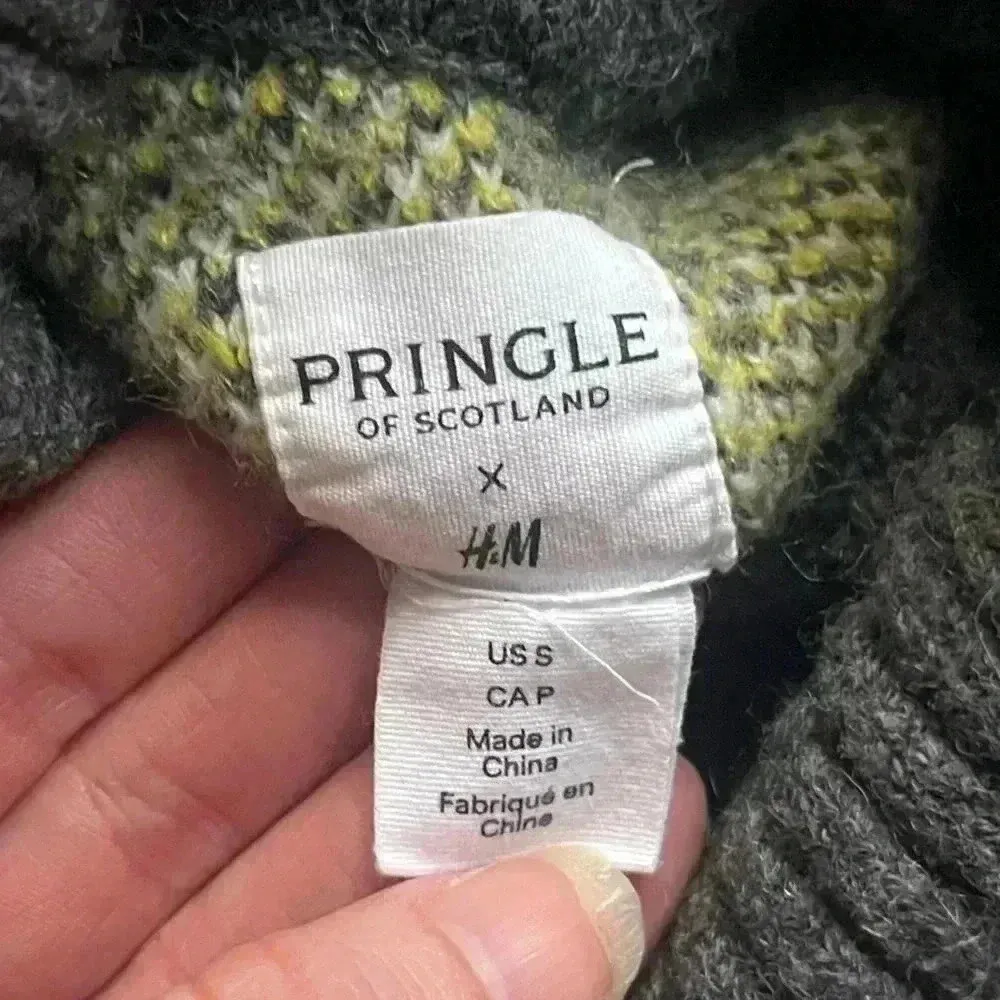 PRINGLE
OF SCOTLAND
X
H&M
US S
CA P
Made in
China
Fabriqué en
Chine